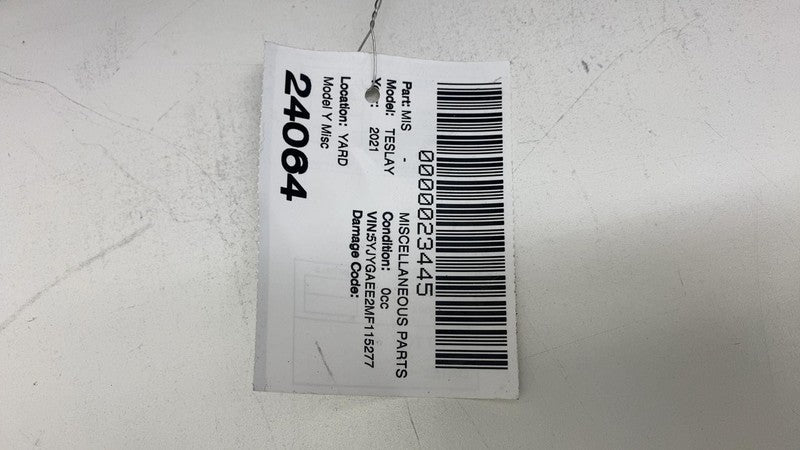 0000023445
Part: MIS - MISCELLANEOUS PARTS
Model: TESLAY Condition: 0cc
2021 VIN:5YJYGAEE2MF115277
Damage Code:
Location: YARD
Model Y Misc
24064